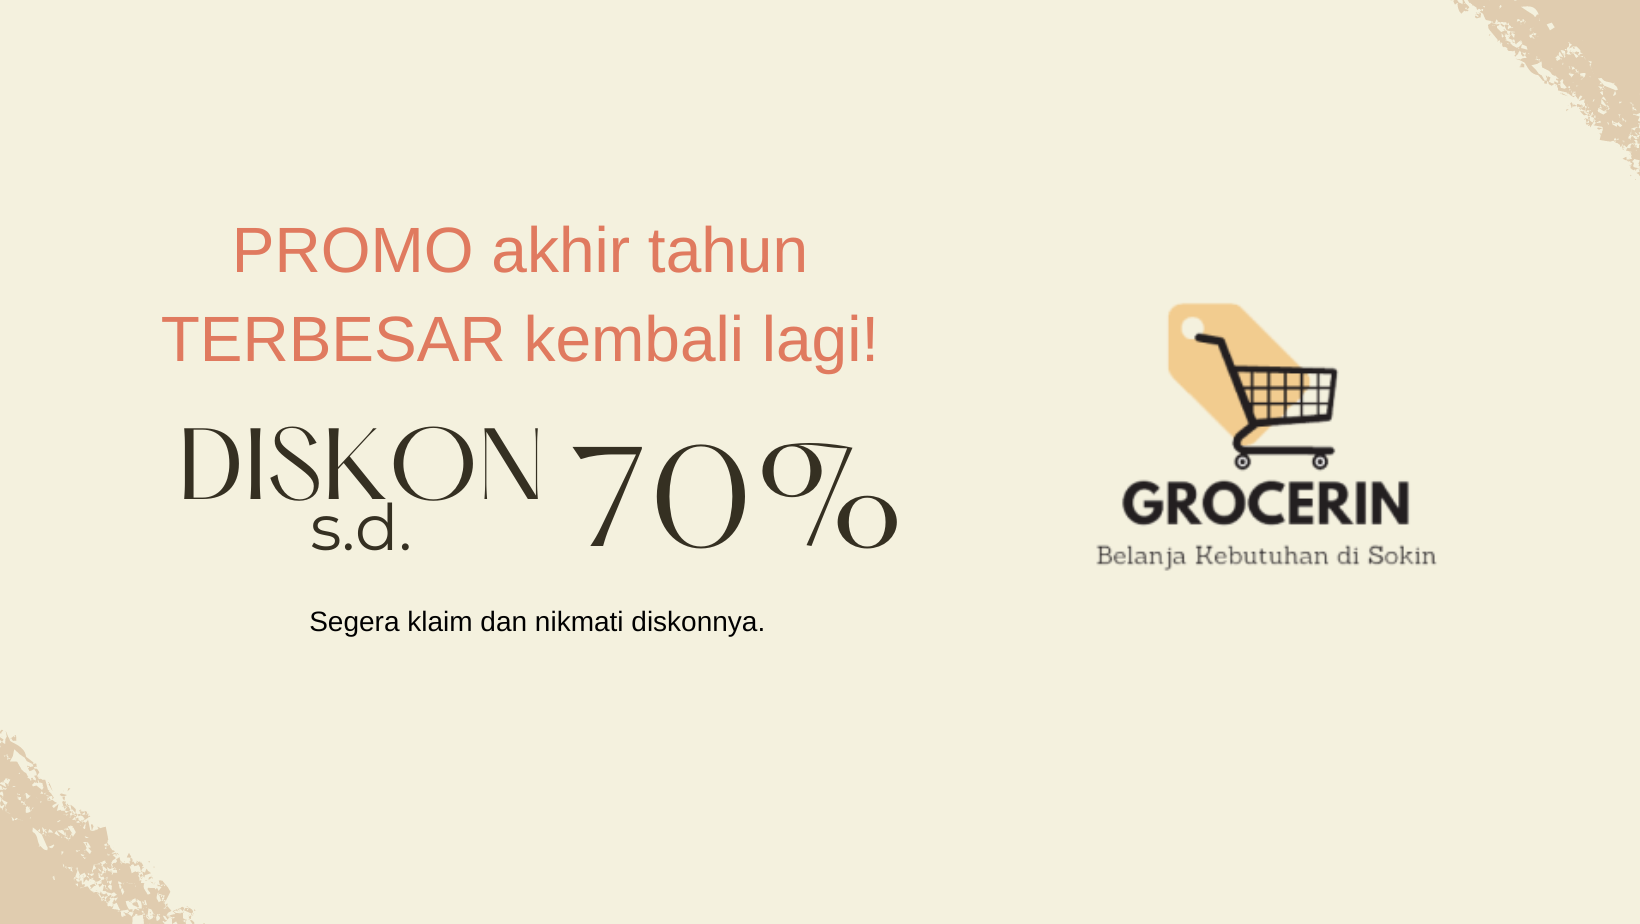 PROMO akhir tahun
TERBESAR kembali lagi!
DISKON 70%
s.d.
Segera klaim dan nikmati diskonnya.
GROCERIN
Belanja Kebutuhan di Sokin